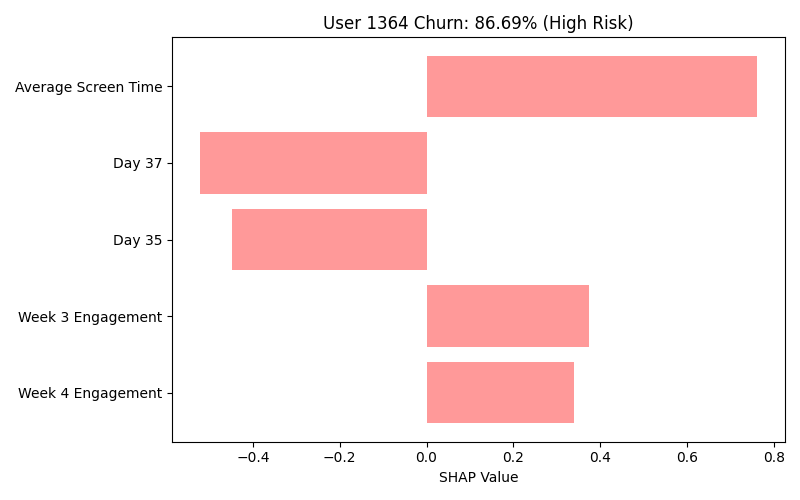 User 1364 Churn: 86.69% (High Risk)
Average Screen Time
Day 37
Day 35
Week 3 Engagement
Week 4 Engagement
−0.4
−0.2
0.0
0.2
0.4
0.6
0.8
SHAP Value